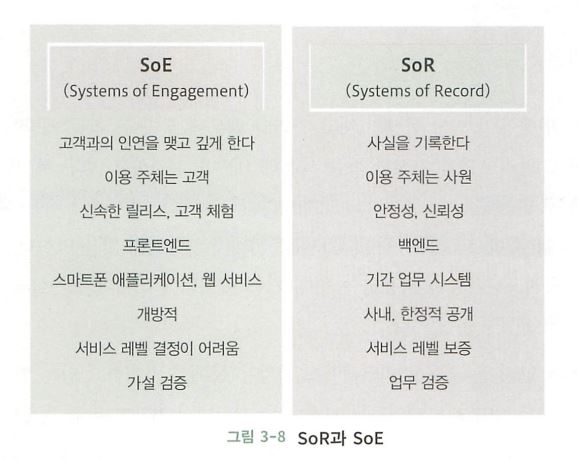 SoE
(Systems of Engagement)
고객과의 인연을 맺고 깊게 한다
이용 주체는 고객
신속한 릴리스, 고객 체험
프론트엔드
스마트폰 애플리케이션, 웹 서비스
개방적
서비스 레벨 결정이 어려움
가설 검증
SoR
(Systems of Record)
사실을 기록한다
이용 주체는 사원
안정성, 신뢰성
백엔드
기간 업무 시스템
사내, 한정적 공개
서비스 레벨 보증
업무 검증
그림 3-8 SoR과 SoE